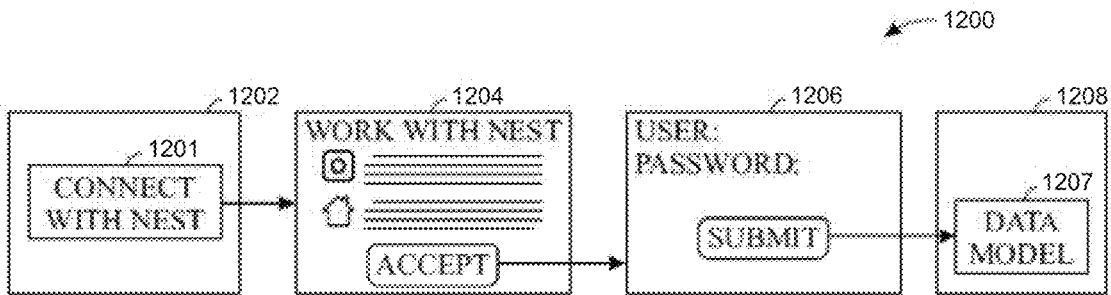 1200
1202
1204
1206
1208
1201
CONNECT
WITH NEST
WORK WITH NEST
ACCEPT
USER:
PASSWORD:
SUBMIT
1207
DATA
MODEL